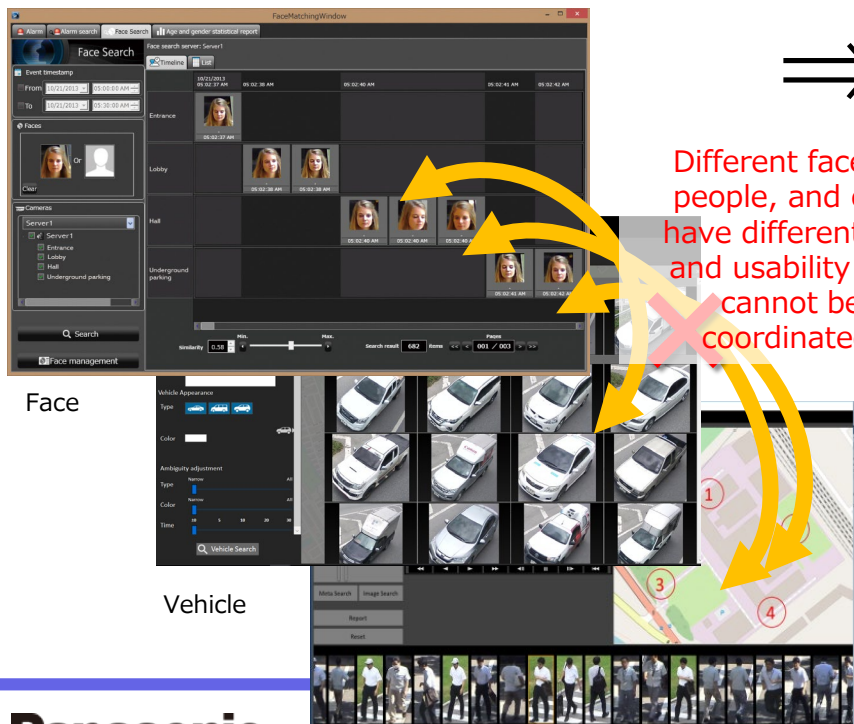 FaceMatchingWindow
Alarm
Alarm search
Face Search
Age and gender statistical report
Face Search
Face search server: Server1
Timeline
List
Event timestamp
From 10/21/2013 05:00:00 AM
To 10/21/2013 05:30:00 AM
Faces
Or
Clear
Cameras
Server1
Server1
Entrance
Lobby
Hall
Underground parking
Search
Face management
10/21/2013
05:02:37 AM
05:02:38 AM
05:02:40 AM
05:02:41 AM
05:02:42 AM
Entrance
05:02:37 AM
Lobby
05:02:38 AM
05:02:38 AM
Hall
05:02:40 AM
05:02:40 AM
05:02:40 AM
Underground
parking
05:02:41 AM
05:02:42 AM
Similarity 0.58
Min.
Max.
Search result 682 items
Pages
<< < 001 / 003 > >>
Different face
people, and
have different
and usability
cannot be
coordinate
Face
Vehicle Appearance
Type
Color
Ambiguity adjustment
Type
Narrow
All
Color
Narrow
All
Time
10 5 10 20 30
Vehicle Search
Vehicle
Meta Search
Image Search
Report
Reset
1
3
4
Panasonic